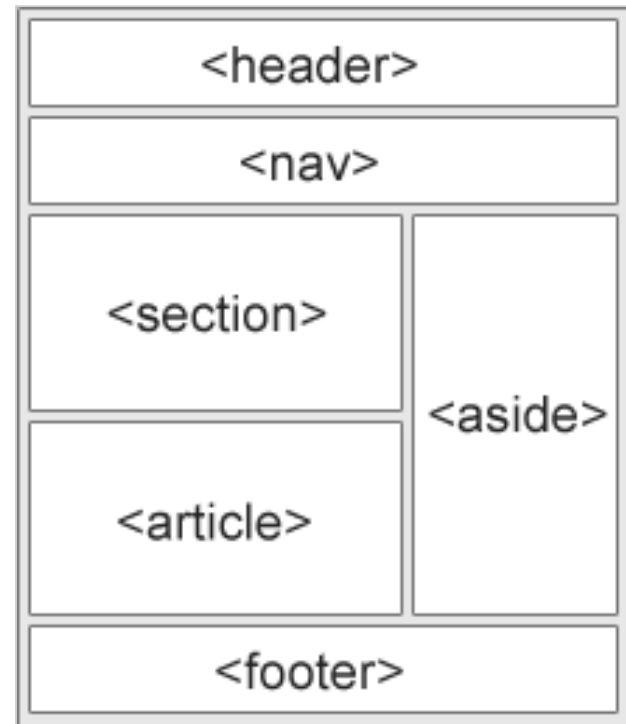 <header>
<nav>
<section>
<aside>
<article>
<footer>